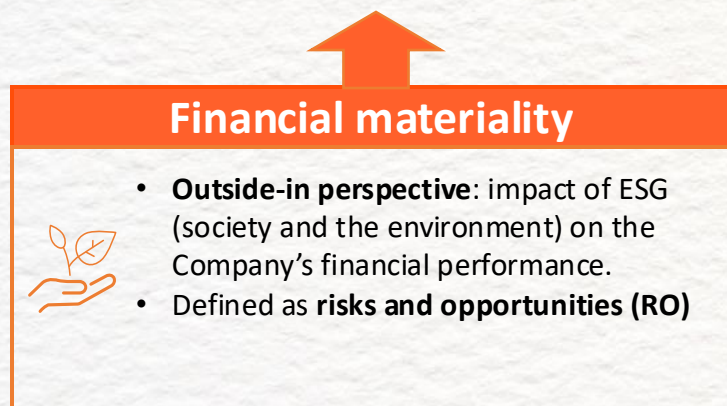 Financial materiality
• Outside-in perspective: impact of ESG
(society and the environment) on the
Company’s financial performance.
• Defined as risks and opportunities (RO)